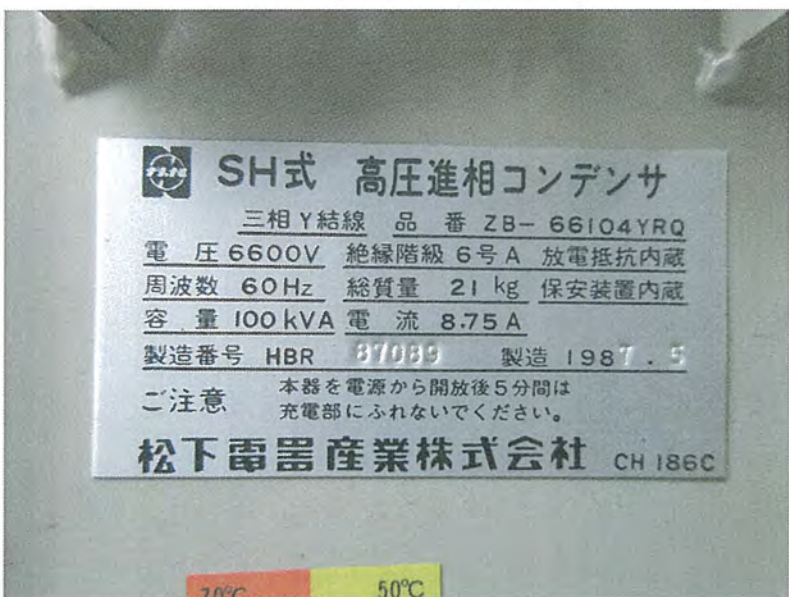 SH式 高圧進相コンデンサ
三相Y結線 品番 ZB-66104YRQ
電圧 6600V 絶縁階級 6号A 放電抵抗内蔵
周波数 60Hz 総質量 21kg 保安装置内蔵
容量 100kVA 電流 8.75A
製造番号 HBR 87089 製造 1987.5
ご注意 本器を電源から開放後5分間は
充電部にふれないでください。
松下電器産業株式会社 CH 186C
70℃ 50℃